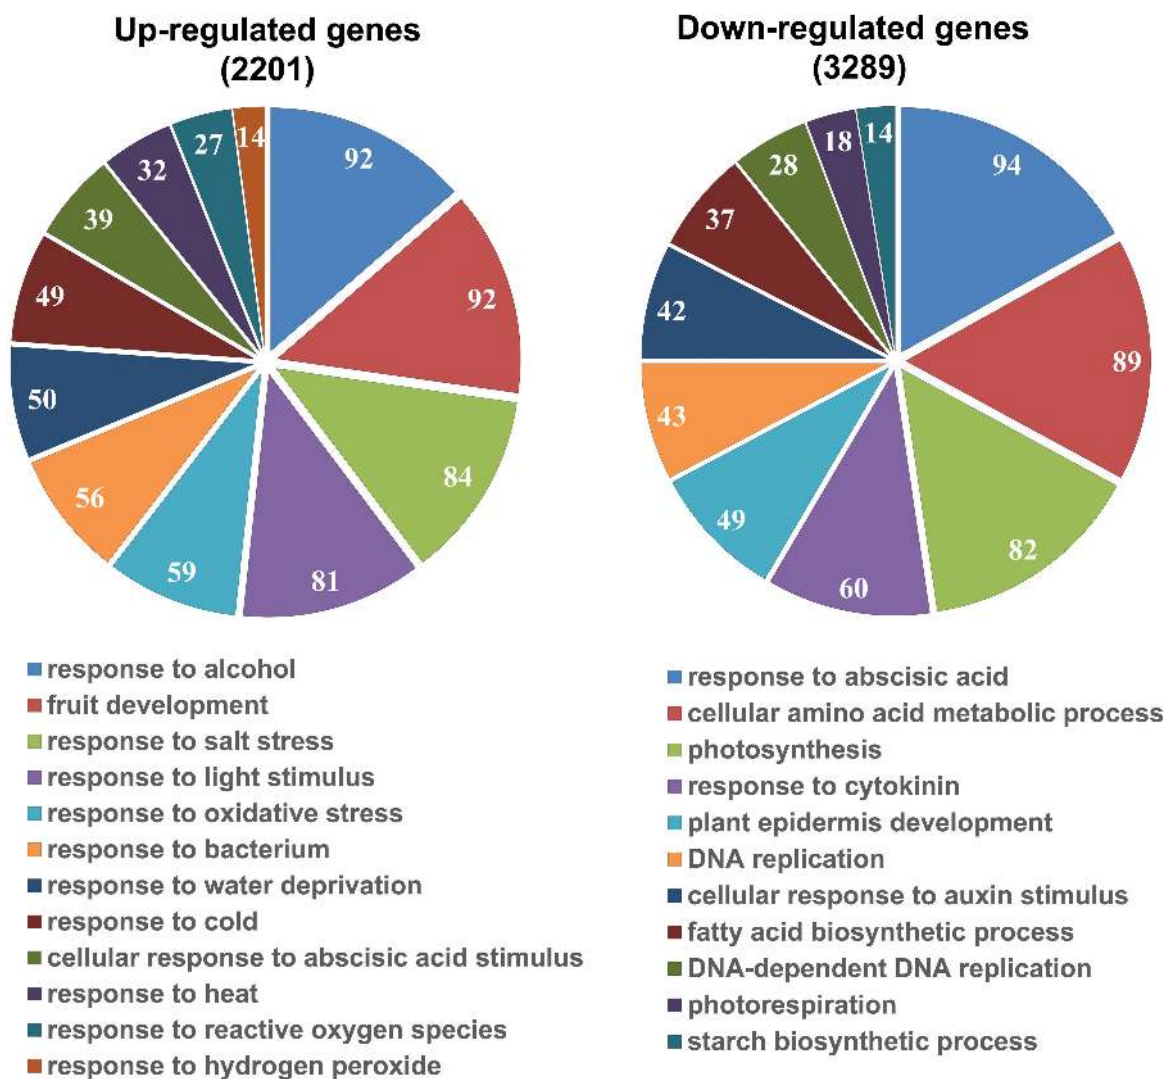 Up-regulated genes
(2201)
92
92
84
81
59
56
50
49
39
32
27
14
response to alcohol
fruit development
response to salt stress
response to light stimulus
response to oxidative stress
response to bacterium
response to water deprivation
response to cold
cellular response to abscisic acid stimulus
response to heat
response to reactive oxygen species
response to hydrogen peroxide
Down-regulated genes
(3289)
94
89
82
60
49
43
42
37
28
18
14
response to abscisic acid
cellular amino acid metabolic process
photosynthesis
response to cytokinin
plant epidermis development
DNA replication
cellular response to auxin stimulus
fatty acid biosynthetic process
DNA-dependent DNA replication
photorespiration
starch biosynthetic process